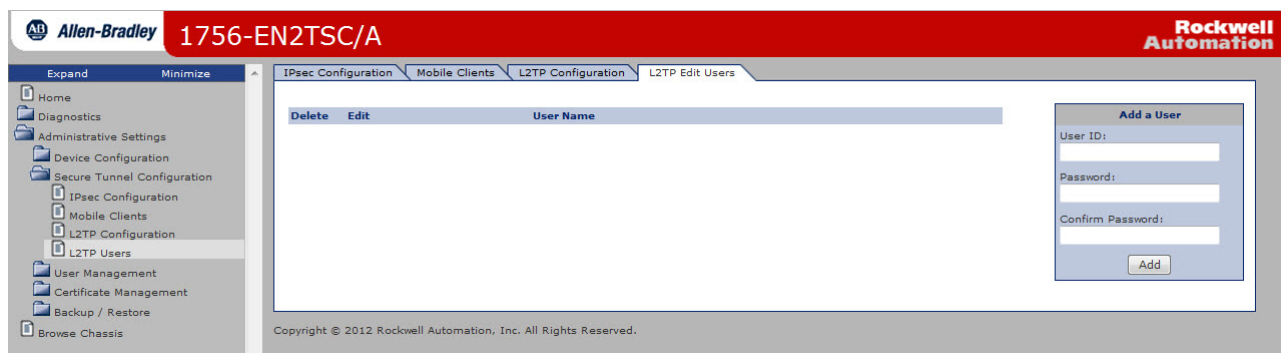 AB Allen-Bradley 1756-EN2TSC/A Rockwell Automation
Expand Minimize
Home
Diagnostics
Administrative Settings
Device Configuration
Secure Tunnel Configuration
IPsec Configuration
Mobile Clients
L2TP Configuration
L2TP Users
User Management
Certificate Management
Backup / Restore
Browse Chassis
IPsec Configuration Mobile Clients L2TP Configuration L2TP Edit Users
Delete Edit User Name
Add a User
User ID:
Password:
Confirm Password:
Add
Copyright © 2012 Rockwell Automation, Inc. All Rights Reserved.